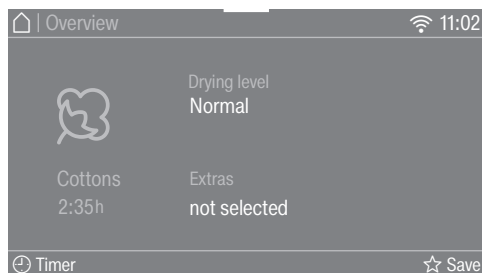 | Overview
11:02
Drying level
Normal
Cottons
2:35h
Extras
not selected
Timer
Save